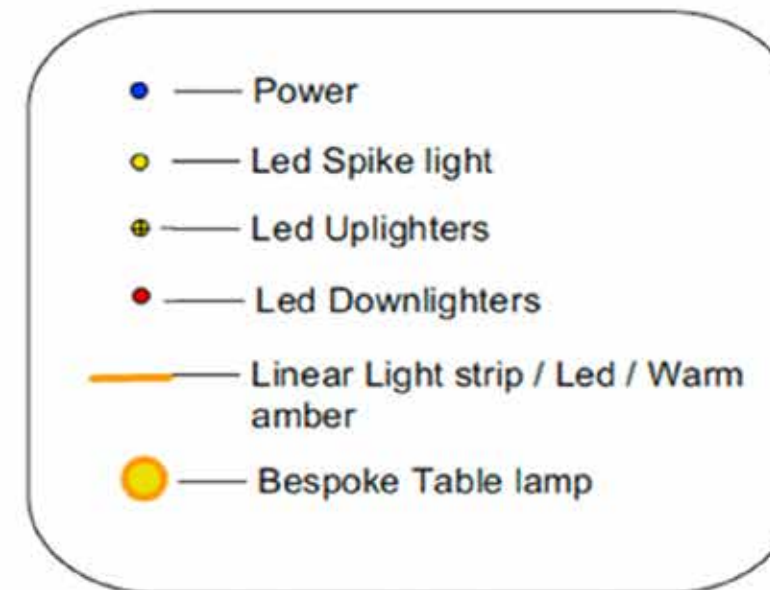 Power
Led Spike light
Led Uplighters
Led Downlighters
Linear Light strip / Led / Warm
amber
Bespoke Table lamp